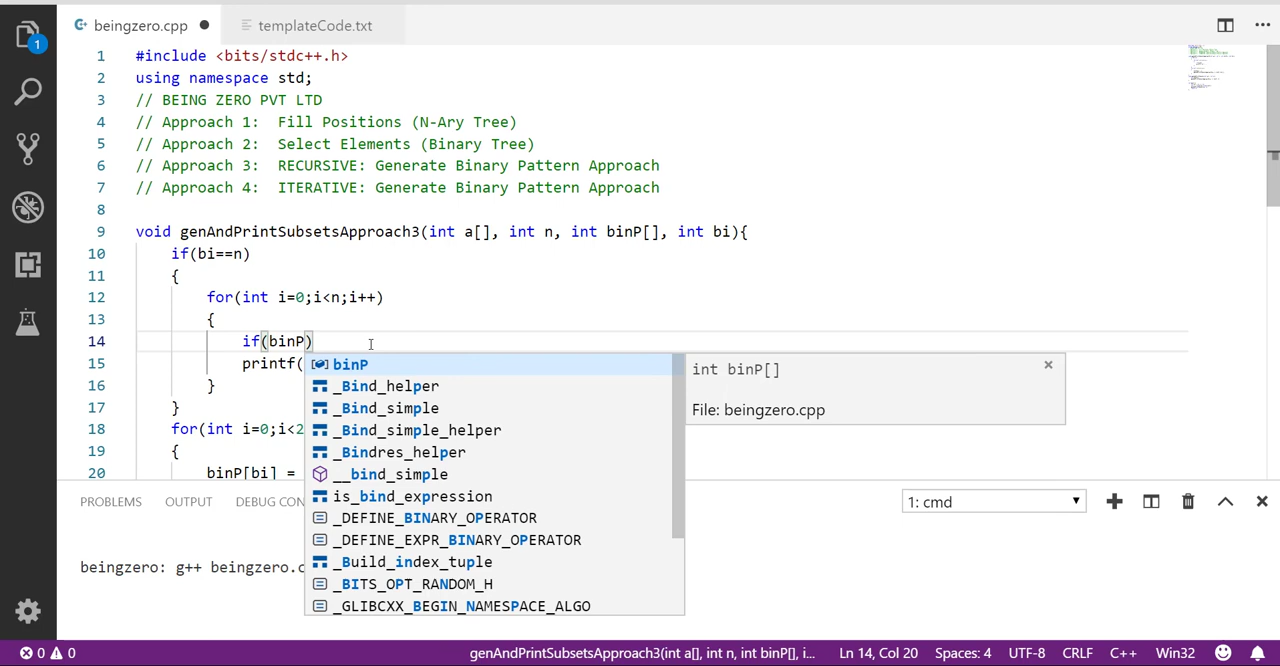 beingzero.cpp templateCode.txt
1
1 #include <bits/stdc++.h>
2 using namespace std;
3 // BEING ZERO PVT LTD
4 // Approach 1:  Fill Positions (N-Ary Tree)
5 // Approach 2:  Select Elements (Binary Tree)
6 // Approach 3:  RECURSIVE: Generate Binary Pattern Approach
7 // Approach 4:  ITERATIVE: Generate Binary Pattern Approach
8
9 void genAndPrintSubsetsApproach3(int a[], int n, int binP[], int bi){
10 if(bi==n)
11 {
12 for(int i=0;i<n;i++)
13 {
14 if(binP)
15 printf(
16 }
17 }
18 for(int i=0;i<2
19 {
20 binP[bi] =
binP
_Bind_helper
_Bind_simple
_Bind_simple_helper
_Bindres_helper
__bind_simple
is_bind_expression
_DEFINE_BINARY_OPERATOR
_DEFINE_EXPR_BINARY_OPERATOR
_Build_index_tuple
_BITS_OPT_RANDOM_H
_GLIBCXX_BEGIN_NAMESPACE_ALGO
int binP[]
File: beingzero.cpp
PROBLEMS OUTPUT DEBUG CON 1: cmd
beingzero: g++ beingzero.c
0 0 genAndPrintSubsetsApproach3(int a[], int n, int binP[], i... Ln 14, Col 20 Spaces: 4 UTF-8 CRLF C++ Win32